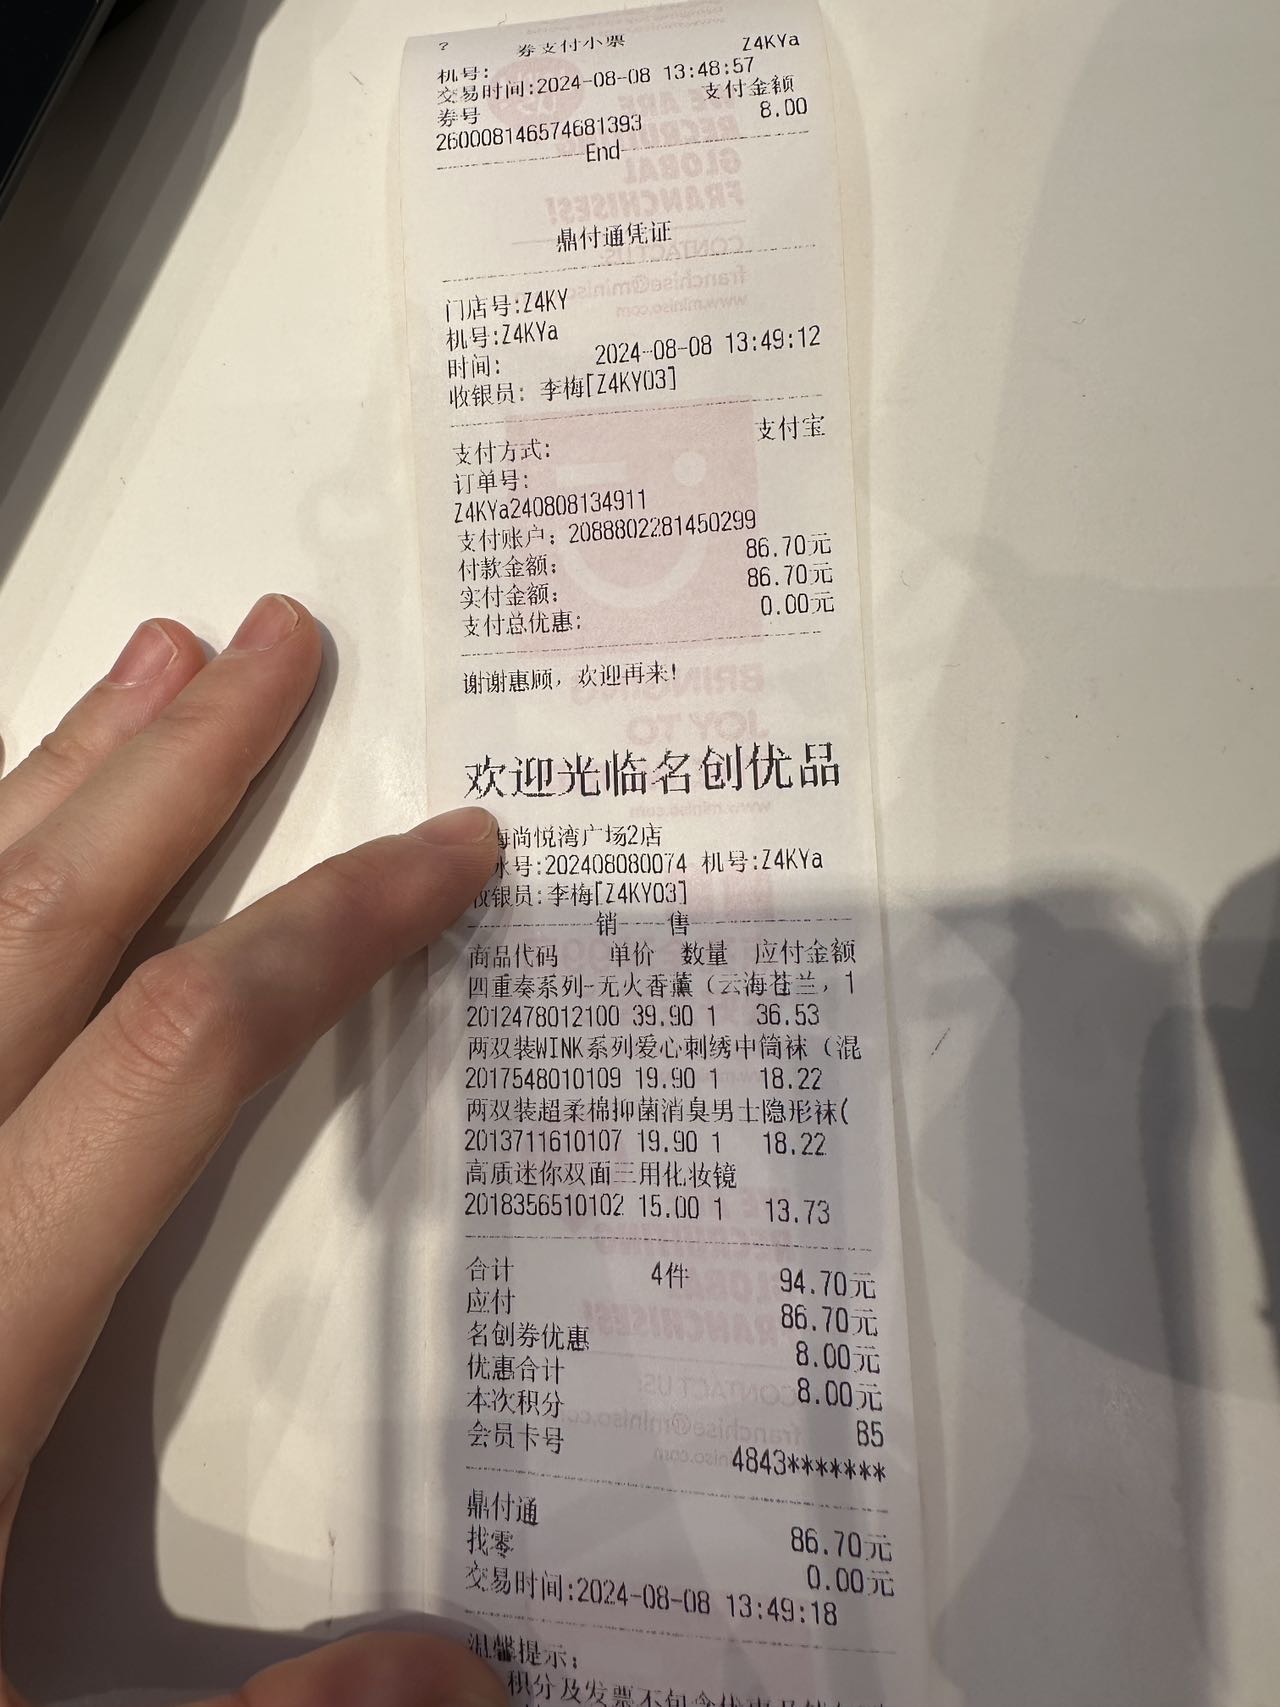 ? 券支付小票
机号: Z4KYa
交易时间:2024-08-08 13:48:57
券号 支付金额
260008146574681393 8.00
End
鼎付通凭证
门店号:Z4KY
机号:Z4KYa
时间: 2024-08-08 13:49:12
收银员: 李梅[Z4KY03]
支付方式: 支付宝
订单号:
Z4KYa240808134911
支付账户: 2088802281450299
付款金额: 86.70元
实付金额: 86.70元
支付总优惠: 0.00元
谢谢惠顾, 欢迎再来!
欢迎光临名创优品
海尚悦湾广场2店
水号:202408080074 机号:Z4KYa
收银员:李梅[Z4KY03]
销 售
商品代码 单价 数量 应付金额
四重奏系列-无火香薰（云海苍兰，1
2012478012100 39.90 1 36.53
两双装WINK系列爱心刺绣中筒袜（混
2017548010109 19.90 1 18.22
两双装超柔棉抑菌消臭男士隐形袜(
2013711610107 19.90 1 18.22
高质迷你双面三用化妆镜
2018356510102 15.00 1 13.73
合计 4件 94.70元
应付 86.70元
名创券优惠 8.00元
优惠合计 8.00元
本次积分 85
会员卡号 4843*******
鼎付通 86.70元
找零 0.00元
交易时间:2024-08-08 13:49:18
温馨提示:
积分及发票不包含优惠